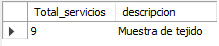 Total_servicios descripcion
9 Muestra de tejido